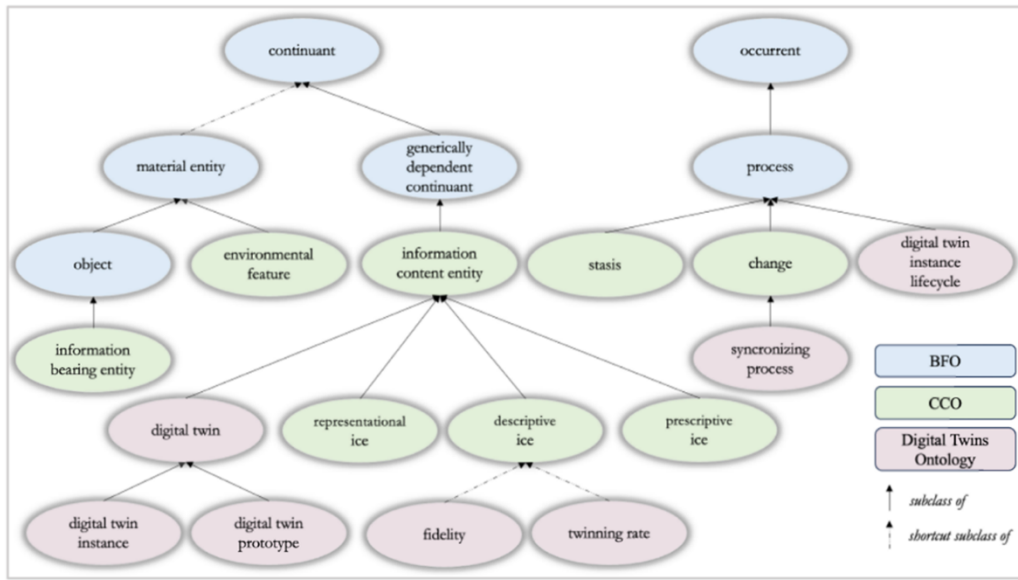 continuant
occurrent
material entity
generically
dependent
continuant
process
object
environmental
feature
information
content entity
stasis
change
digital twin
instance
lifecycle
information
bearing entity
syncronizing
process
BFO
CCO
digital twin
representational
ice
descriptive
ice
prescriptive
ice
Digital Twins
Ontology
subclass of
digital twin
instance
digital twin
prototype
fidelity
twinning rate
shortcut subclass of